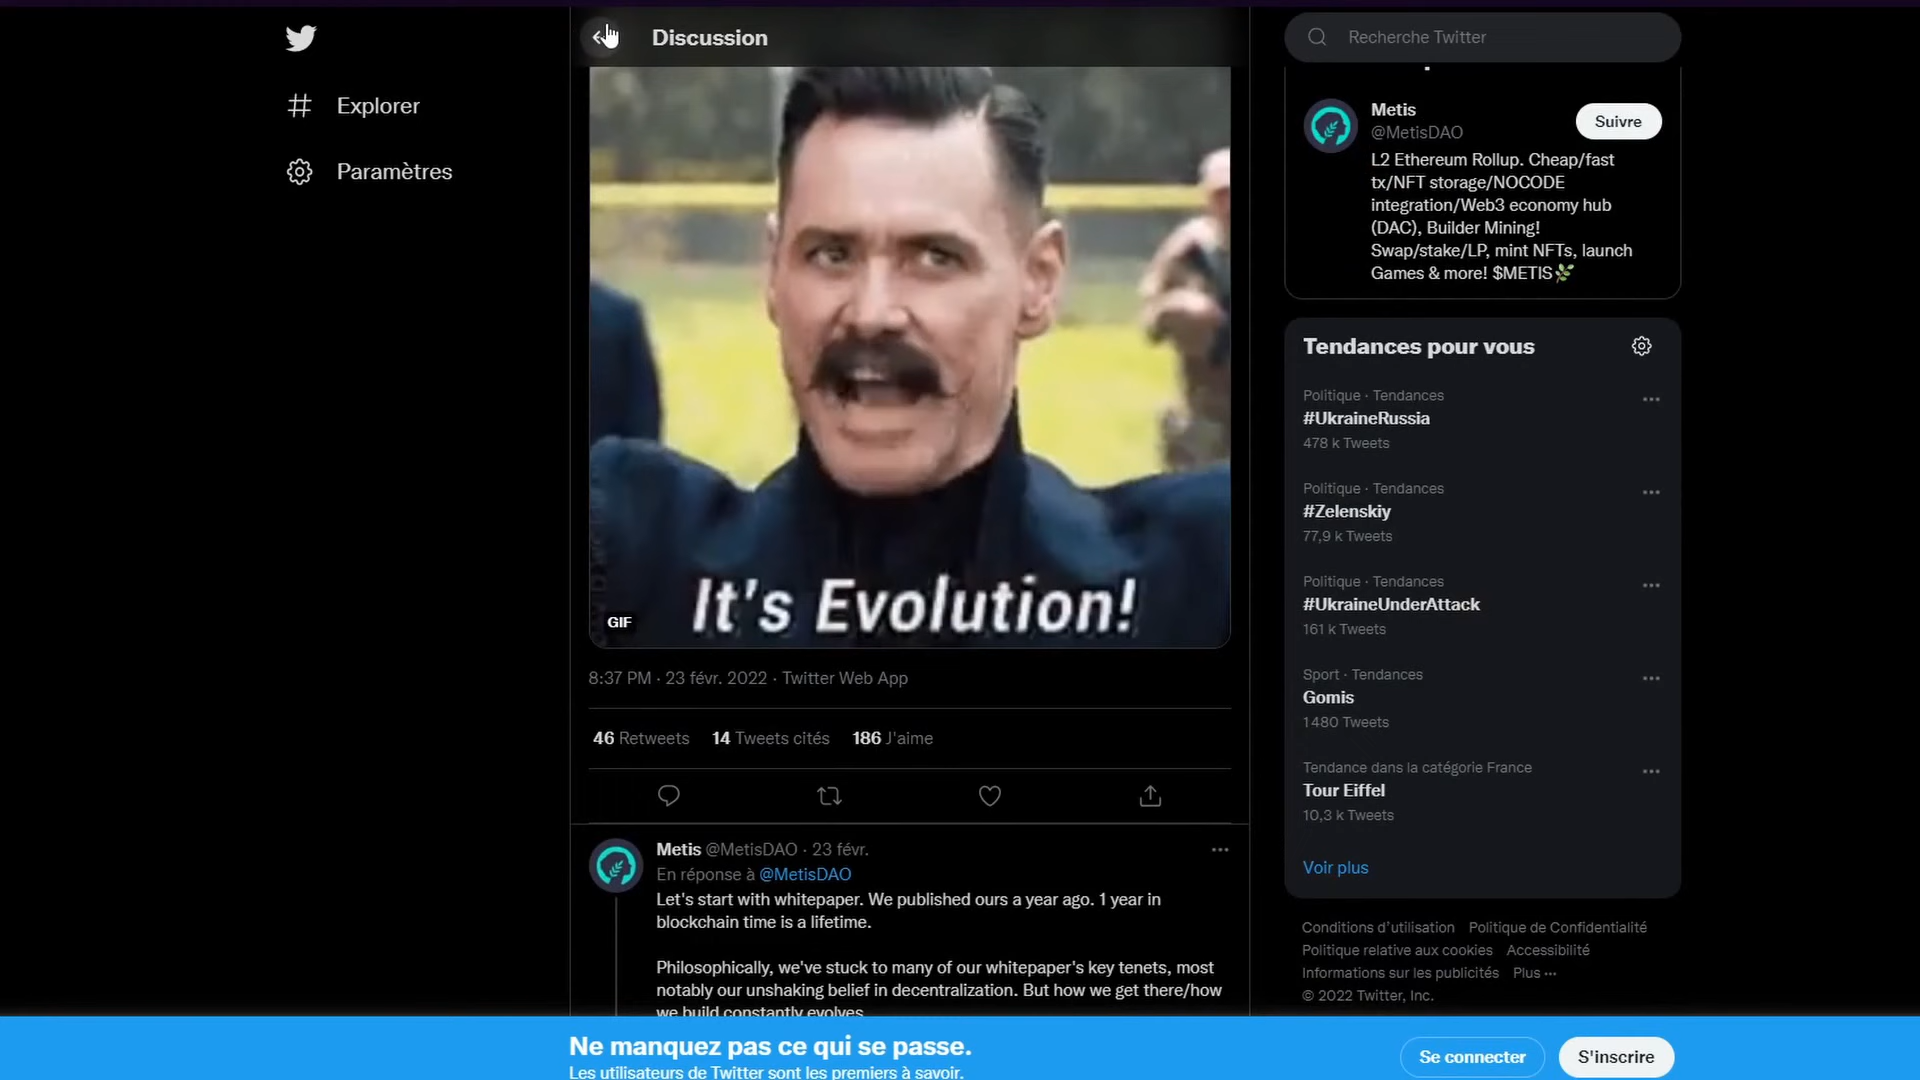 Discussion
Recherche Twitter
Explorer
Paramètres
It's Evolution!
GIF
8:37 PM · 23 févr. 2022 · Twitter Web App
46 Retweets 14 Tweets cités 186 J'aime
Metis @MetisDAO · 23 févr.
En réponse à @MetisDAO
Let's start with whitepaper. We published ours a year ago. 1 year in
blockchain time is a lifetime.
Philosophically, we've stuck to many of our whitepaper's key tenets, most
notably our unshaking belief in decentralization. But how we get there/how
we build constantly evolves
Metis
@MetisDAO
Suivre
L2 Ethereum Rollup. Cheap/fast
tx/NFT storage/NOCODE
integration/Web3 economy hub
(DAC), Builder Mining!
Swap/stake/LP, mint NFTs, launch
Games & more! $METIS🌿
Tendances pour vous
Politique · Tendances
#UkraineRussia
478 k Tweets
Politique · Tendances
#Zelenskiy
77,9 k Tweets
Politique · Tendances
#UkraineUnderAttack
161 k Tweets
Sport · Tendances
Gomis
1 480 Tweets
Tendance dans la catégorie France
Tour Eiffel
10,3 k Tweets
Voir plus
Conditions d'utilisation Politique de Confidentialité
Politique relative aux cookies Accessibilité
Informations sur les publicités Plus ···
© 2022 Twitter, Inc.
Ne manquez pas ce qui se passe.
Les utilisateurs de Twitter sont les premiers à savoir.
Se connecter
S'inscrire